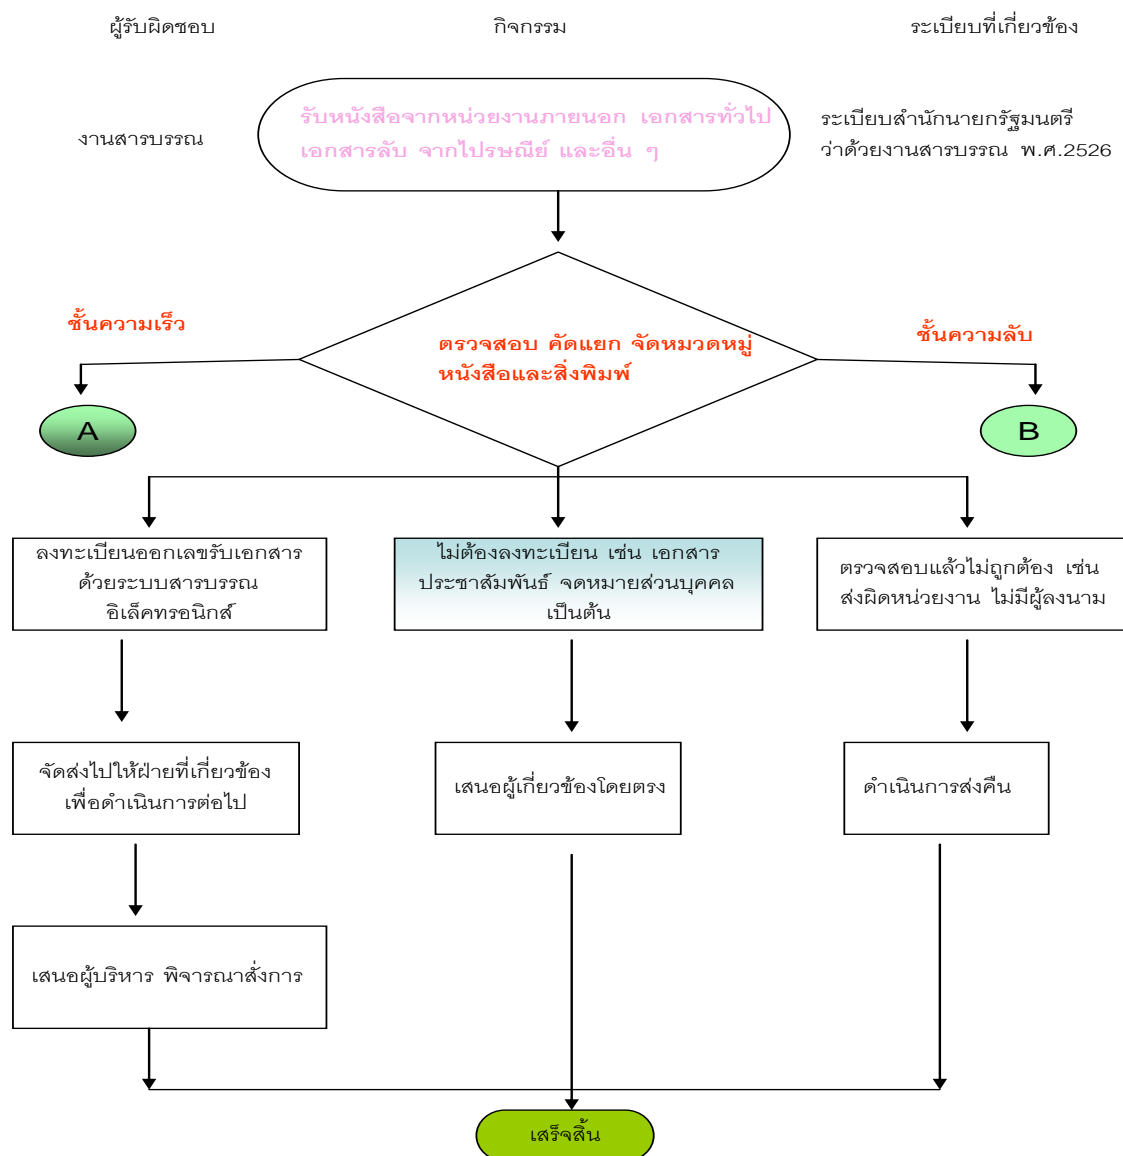 ผู้รับผิดชอบ
กิจกรรม
ระเบียบที่เกี่ยวข้อง
งานสารบรรณ
รับหนังสือจากหน่วยงานภายนอก เอกสารทั่วไป
เอกสารลับ จากไปรษณีย์ และอื่น ๆ
ระเบียบสำนักนายกรัฐมนตรี
ว่าด้วยงานสารบรรณ พ.ศ.2526
ชั้นความเร็ว
ตรวจสอบ คัดแยก จัดหมวดหมู่
หนังสือและสิ่งพิมพ์
ชั้นความลับ
A
B
ลงทะเบียนออกเลขรับเอกสาร
ด้วยระบบสารบรรณ
อิเล็คทรอนิกส์
ไม่ต้องลงทะเบียน เช่น เอกสาร
ประชาสัมพันธ์ จดหมายส่วนบุคคล
เป็นต้น
ตรวจสอบแล้วไม่ถูกต้อง เช่น
ส่งผิดหน่วยงาน ไม่มีผู้ลงนาม
จัดส่งไปให้ฝ่ายที่เกี่ยวข้อง
เพื่อดำเนินการต่อไป
เสนอผู้เกี่ยวข้องโดยตรง
ดำเนินการส่งคืน
เสนอผู้บริหาร พิจารณาสั่งการ
เสร็จสิ้น